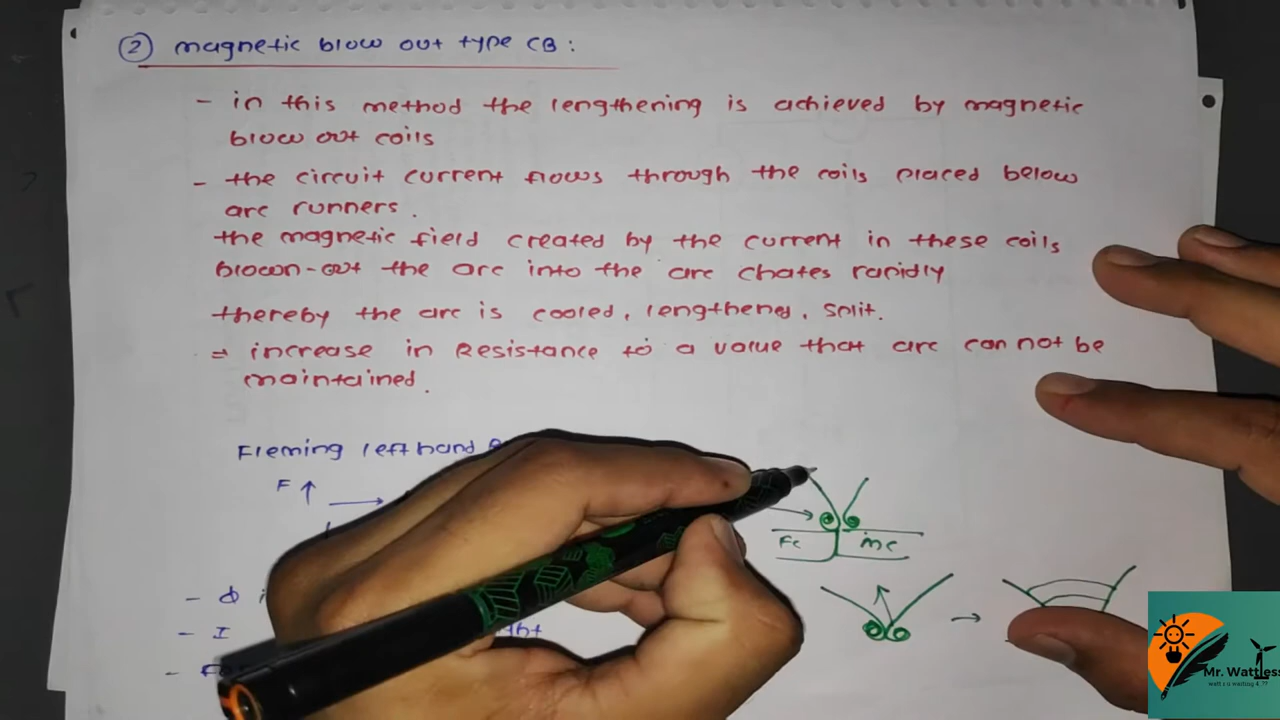 ② magnetic blow out type CB :
- in this method the lengthening is achieved by magnetic
blow out coils
- the circuit current flows through the coils placed below
arc runners .
the magnetic field created by the current in these coils
blown-out the arc into the arc chates rapidly
thereby the arc is cooled, lengthened, split.
⇒ increase in Resistance to a value that arc can not be
maintained.
Fleming left hand
F ↑
FC mc
- Φ
- I
Mr. Wattless